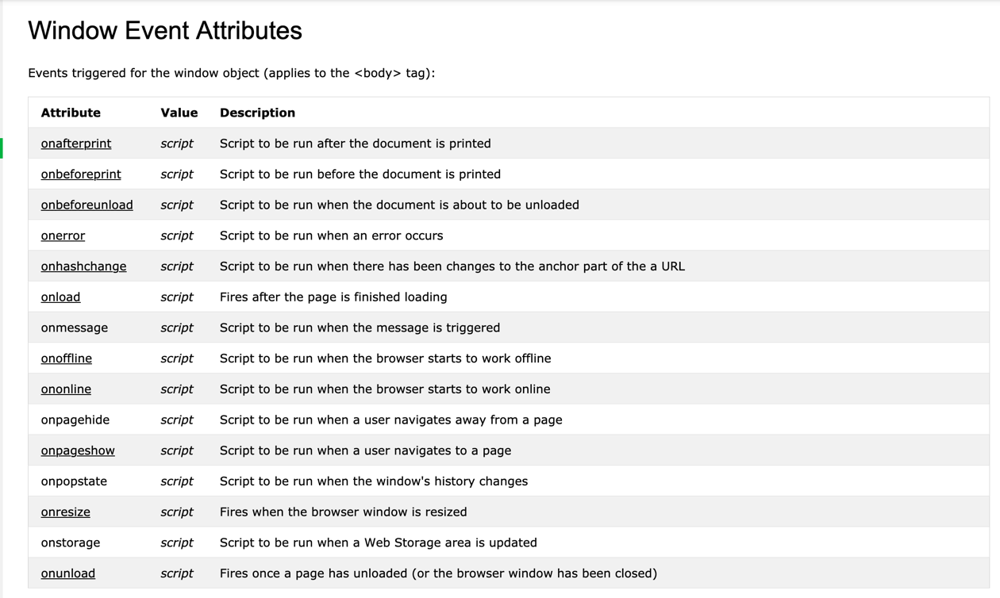 Window Event Attributes
Events triggered for the window object (applies to the <body> tag):
Attribute Value Description
onafterprint script Script to be run after the document is printed
onbeforeprint script Script to be run before the document is printed
onbeforeunload script Script to be run when the document is about to be unloaded
onerror script Script to be run when an error occurs
onhashchange script Script to be run when there has been changes to the anchor part of the a URL
onload script Fires after the page is finished loading
onmessage script Script to be run when the message is triggered
onoffline script Script to be run when the browser starts to work offline
ononline script Script to be run when the browser starts to work online
onpagehide script Script to be run when a user navigates away from a page
onpageshow script Script to be run when a user navigates to a page
onpopstate script Script to be run when the window's history changes
onresize script Fires when the browser window is resized
onstorage script Script to be run when a Web Storage area is updated
onunload script Fires once a page has unloaded (or the browser window has been closed)